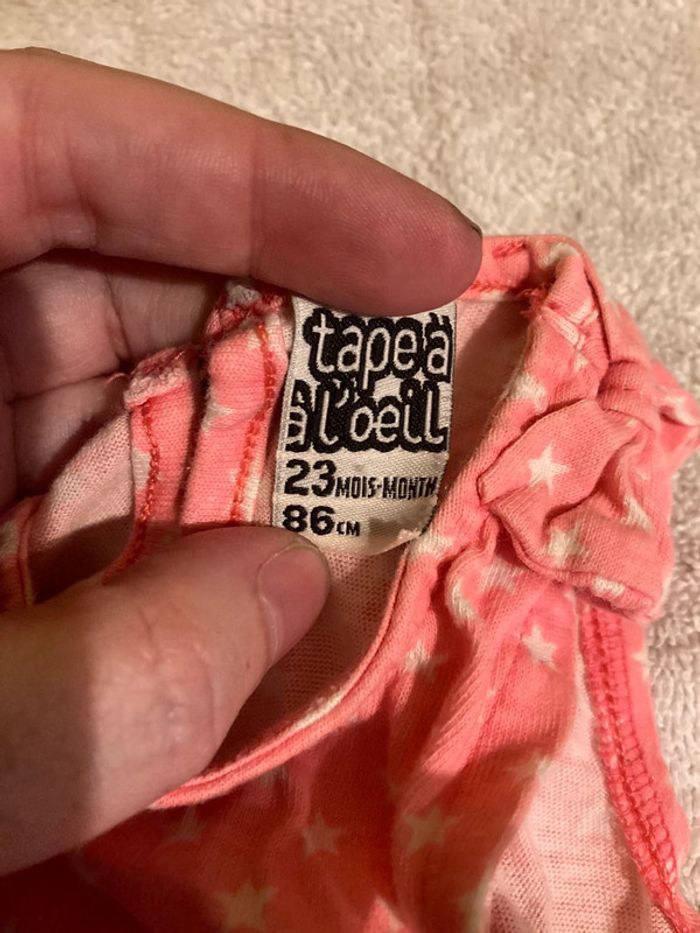 tape à
à l'oeil
23 MOIS-MONTH
86 CM